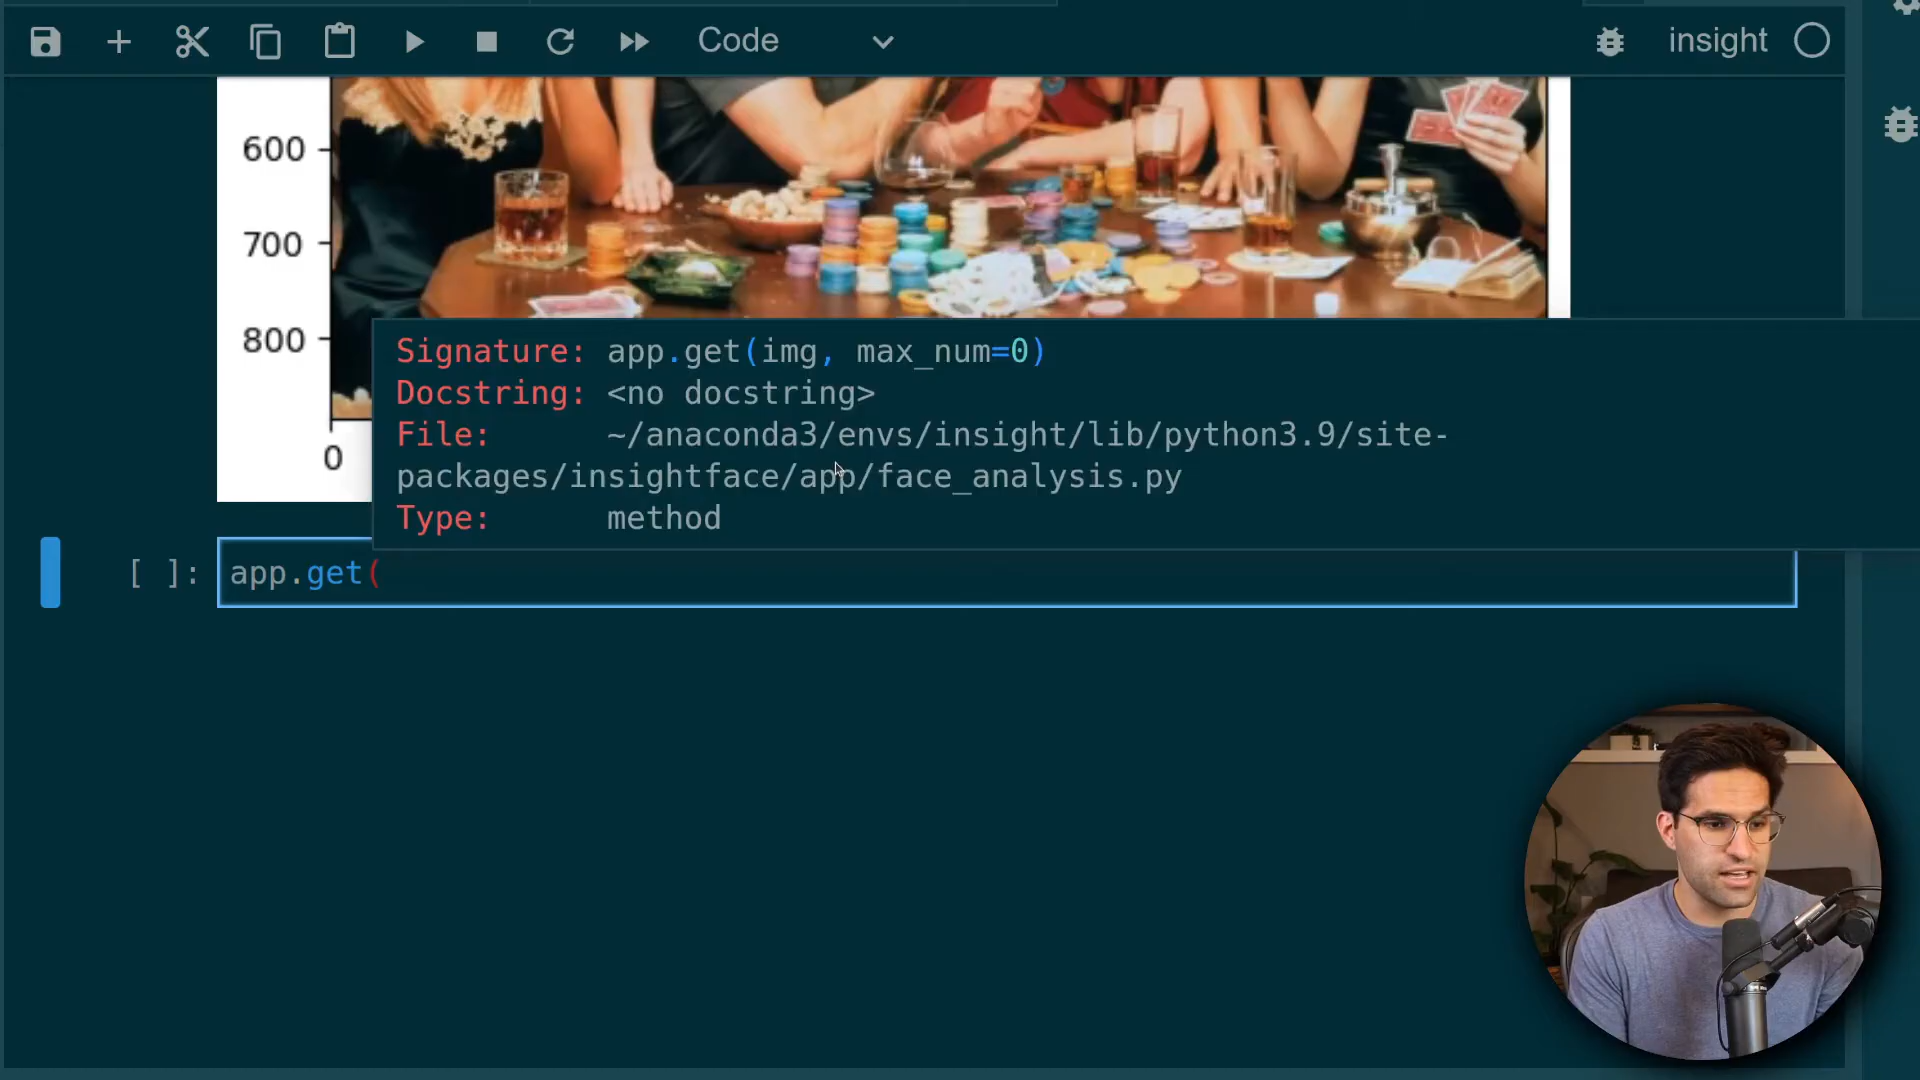 Code
insight
600
700
800
0
Signature: app.get(img, max_num=0)
Docstring: <no docstring>
File: ~/anaconda3/envs/insight/lib/python3.9/site-
packages/insightface/app/face_analysis.py
Type: method
[ ]: app.get(